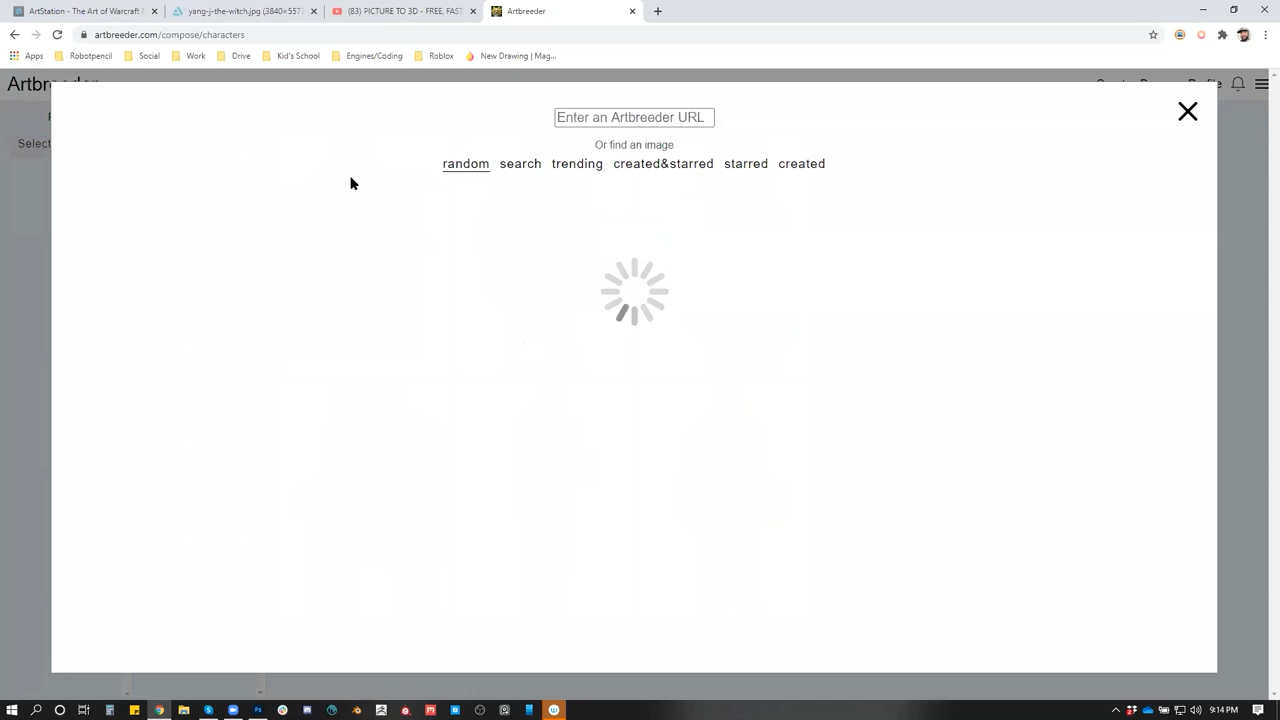 ArtStation - The Art of Warcraft F
yang-j-the-witch.jpg (3840×557
(83) PICTURE TO 3D - FREE, FAST
Artbreeder
artbreeder.com/compose/characters
Apps Robotpencil Social Work Drive Kid's School Engines/Coding Roblox New Drawing | Mag...
Enter an Artbreeder URL
Select
Or find an image
random search trending created&starred starred created
9:14 PM